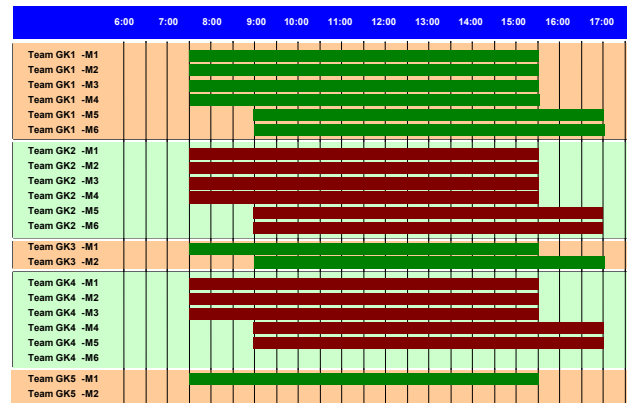 6:00 7:00 8:00 9:00 10:00 11:00 12:00 13:00 14:00 15:00 16:00 17:00
Team GK1 -M1
Team GK1 -M2
Team GK1 -M3
Team GK1 -M4
Team GK1 -M5
Team GK1 -M6
Team GK2 -M1
Team GK2 -M2
Team GK2 -M3
Team GK2 -M4
Team GK2 -M5
Team GK2 -M6
Team GK3 -M1
Team GK3 -M2
Team GK4 -M1
Team GK4 -M2
Team GK4 -M3
Team GK4 -M4
Team GK4 -M5
Team GK4 -M6
Team GK5 -M1
Team GK5 -M2